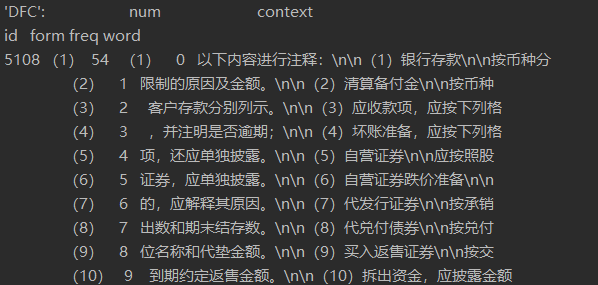 'DFC': num context
id form freq word
5108 （1） 54 （1） 0 以下内容进行注释：\n\n（1）银行存款\n\n按币种分
（2） 1 限制的原因及金额。\n\n（2）清算备付金\n\n按币种
（3） 2 客户存款分别列示。\n\n（3）应收款项，应按下列格
（4） 3 ，并注明是否逾期；\n\n（4）坏账准备，应按下列格
（5） 4 项，还应单独披露。\n\n（5）自营证券\n\n应按照股
（6） 5 证券，应单独披露。\n\n（6）自营证券跌价准备\n\n
（7） 6 的，应解释其原因。\n\n（7）代发行证券\n\n按承销
（8） 7 出数和期末结存数。\n\n（8）代兑付债券\n\n按兑付
（9） 8 位名称和代垫金额。\n\n（9）买入返售证券\n\n按交
（10） 9 到期约定返售金额。\n\n（10）拆出资金，应披露金额